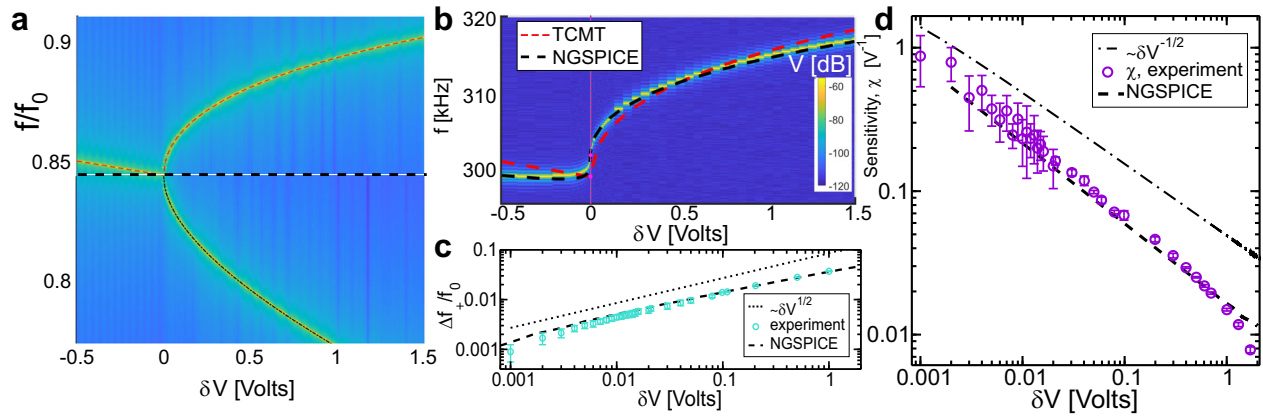 a
f/f0
0.9
0.85
0.8
-0.5
0
0.5
1
1.5
δV [Volts]
b
f [kHz]
320
310
300
TCMT
NGSPICE
V [dB]
-60
-80
-100
-120
-0.5
0
0.5
1
1.5
δV [Volts]
c
Δf+/f0
0.1
0.01
0.001
~δV1/2
experiment
NGSPICE
0.001
0.01
0.1
1
δV [Volts]
d
Sensitivity, χ [V-1]
1
0.1
0.01
~δV-1/2
χ, experiment
NGSPICE
0.001
0.01
0.1
1
δV [Volts]